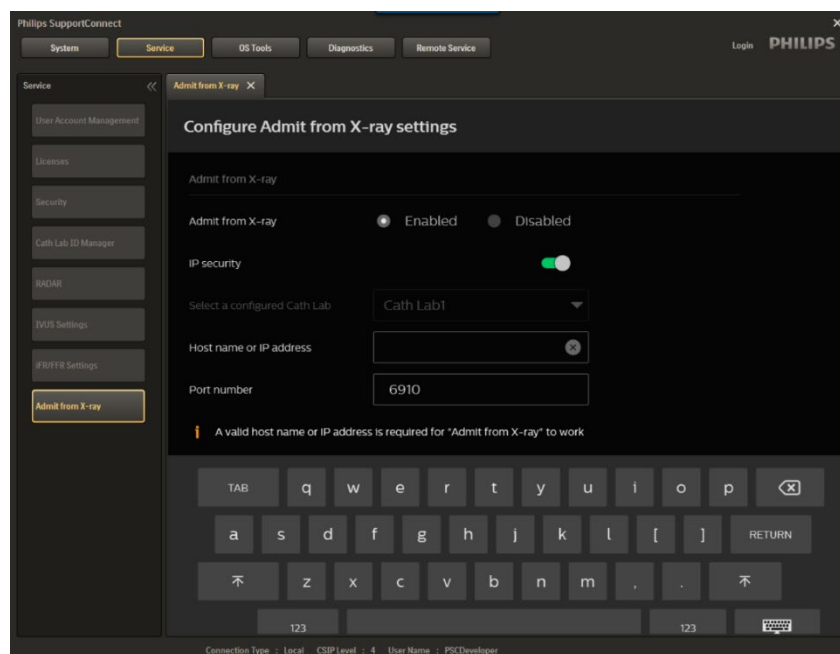 Philips SupportConnect
System Service OS Tools Diagnostics Remote Service Login PHILIPS
Service
Admit from X-ray
User Account Management
Licenses
Security
Cath Lab ID Manager
RADAR
IVUS Settings
iFR/FFR Settings
Admit from X-ray
Configure Admit from X-ray settings
Admit from X-ray
Admit from X-ray Enabled Disabled
IP security
Select a configured Cath Lab Cath Lab1
Host name or IP address
Port number 6910
A valid host name or IP address is required for "Admit from X-ray" to work
TAB q w e r t y u i o p
a s d f g h j k l [ ] RETURN
z x c v b n m , .
123 123
Connection Type : Local CSIP Level : 4 User Name : PSCDeveloper